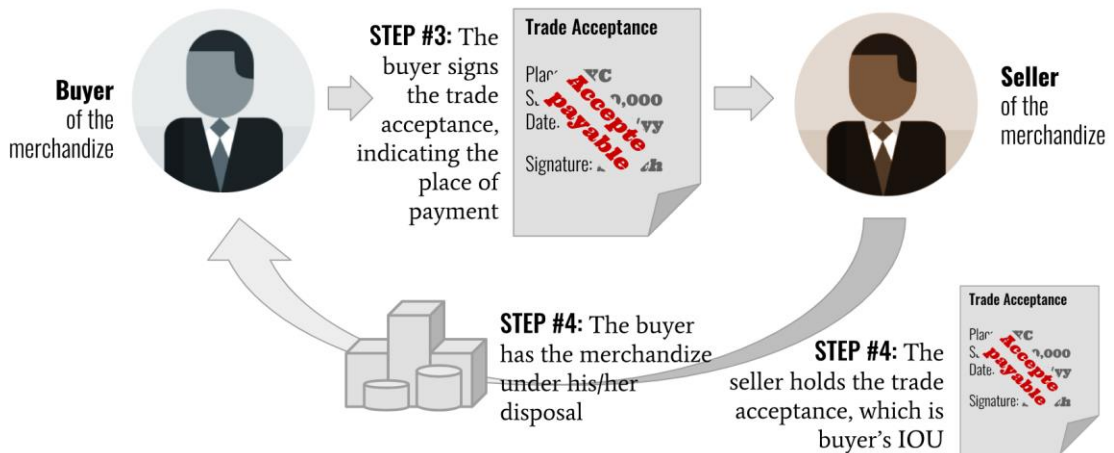 Buyer
of the
merchandize
STEP #3: The
buyer signs
the trade
acceptance,
indicating the
place of
payment
Trade Acceptance
Accepte
payable
Signature:
Seller
of the
merchandize
STEP #4: The buyer
has the merchandize
under his/her
disposal
STEP #4: The
seller holds the trade
acceptance, which is
buyer's IOU
Trade Acceptance
Accepte
payable
Signature: